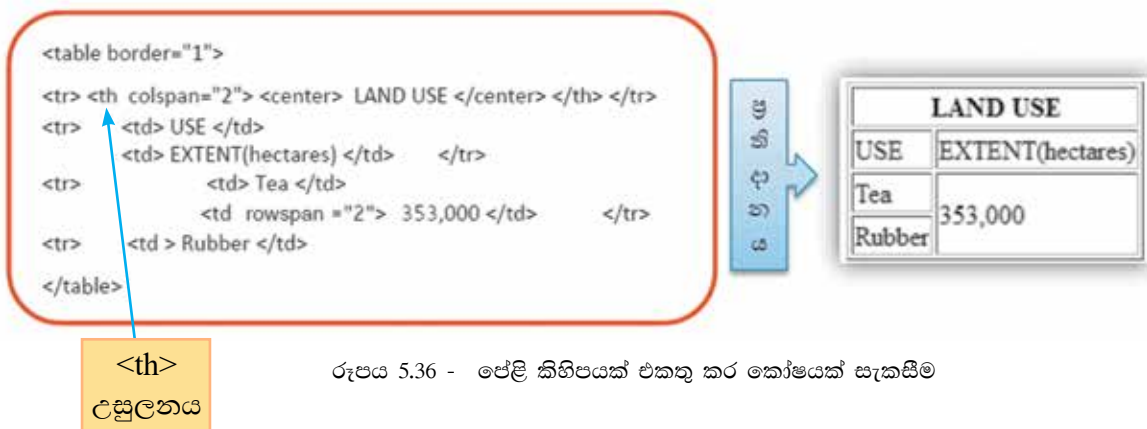 <table border="1">
<tr> <th colspan="2"> <center> LAND USE </center> </th> </tr>
<tr> <td> USE </td>
<td> EXTENT(hectares) </td> </tr>
<tr> <td> Tea </td>
<td rowspan ="2"> 353,000 </td> </tr>
<tr> <td > Rubber </td>
</table>
ප්‍රතිදානය
LAND USE
USE EXTENT(hectares)
Tea
353,000
Rubber
<th>
උසුලනය
රූපය 5.36 - පේළි කිහිපයක් එකතු කර කෝෂයක් සැකසීම